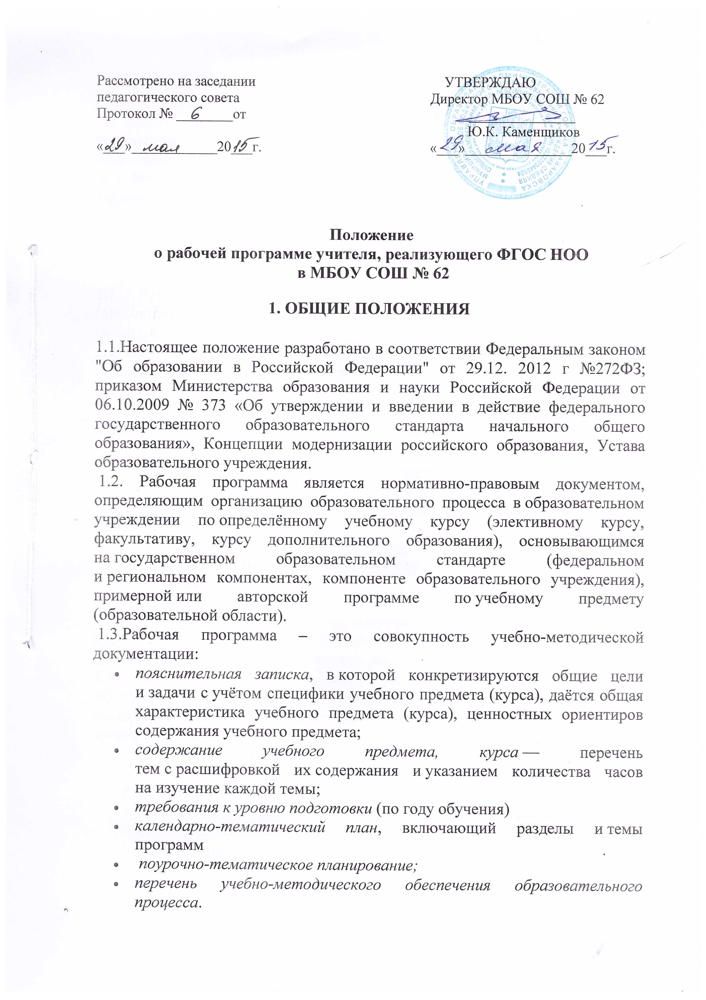 Рассмотрено на заседании
педагогического совета
Протокол № 6 от
«29» мая 2015г.
УТВЕРЖДАЮ
Директор МБОУ СОШ № 62
Ю.К. Каменщиков
«29» мая 2015г.
Положение
о рабочей программе учителя, реализующего ФГОС НОО
в МБОУ СОШ № 62
1. ОБЩИЕ ПОЛОЖЕНИЯ
1.1.Настоящее положение разработано в соответствии Федеральным законом
"Об образовании в Российской Федерации" от 29.12. 2012 г №272ФЗ;
приказом Министерства образования и науки Российской Федерации от
06.10.2009 № 373 «Об утверждении и введении в действие федерального
государственного образовательного стандарта начального общего
образования», Концепции модернизации российского образования, Устава
образовательного учреждения.
1.2. Рабочая программа является нормативно-правовым документом,
определяющим организацию образовательного процесса в образовательном
учреждении по определённому учебному курсу (элективному курсу,
факультативу, курсу дополнительного образования), основывающимся
на государственном образовательном стандарте (федеральном
и региональном компонентах, компоненте образовательного учреждения),
примерной или авторской программе по учебному предмету
(образовательной области).
1.3.Рабочая программа – это совокупность учебно-методической
документации:
• пояснительная записка, в которой конкретизируются общие цели
и задачи с учётом специфики учебного предмета (курса), даётся общая
характеристика учебного предмета (курса), ценностных ориентиров
содержания учебного предмета;
• содержание учебного предмета, курса — перечень
тем с расшифровкой их содержания и указанием количества часов
на изучение каждой темы;
• требования к уровню подготовки (по году обучения)
• календарно-тематический план, включающий разделы и темы
программ
• поурочно-тематическое планирование;
• перечень учебно-методического обеспечения образовательного
процесса.